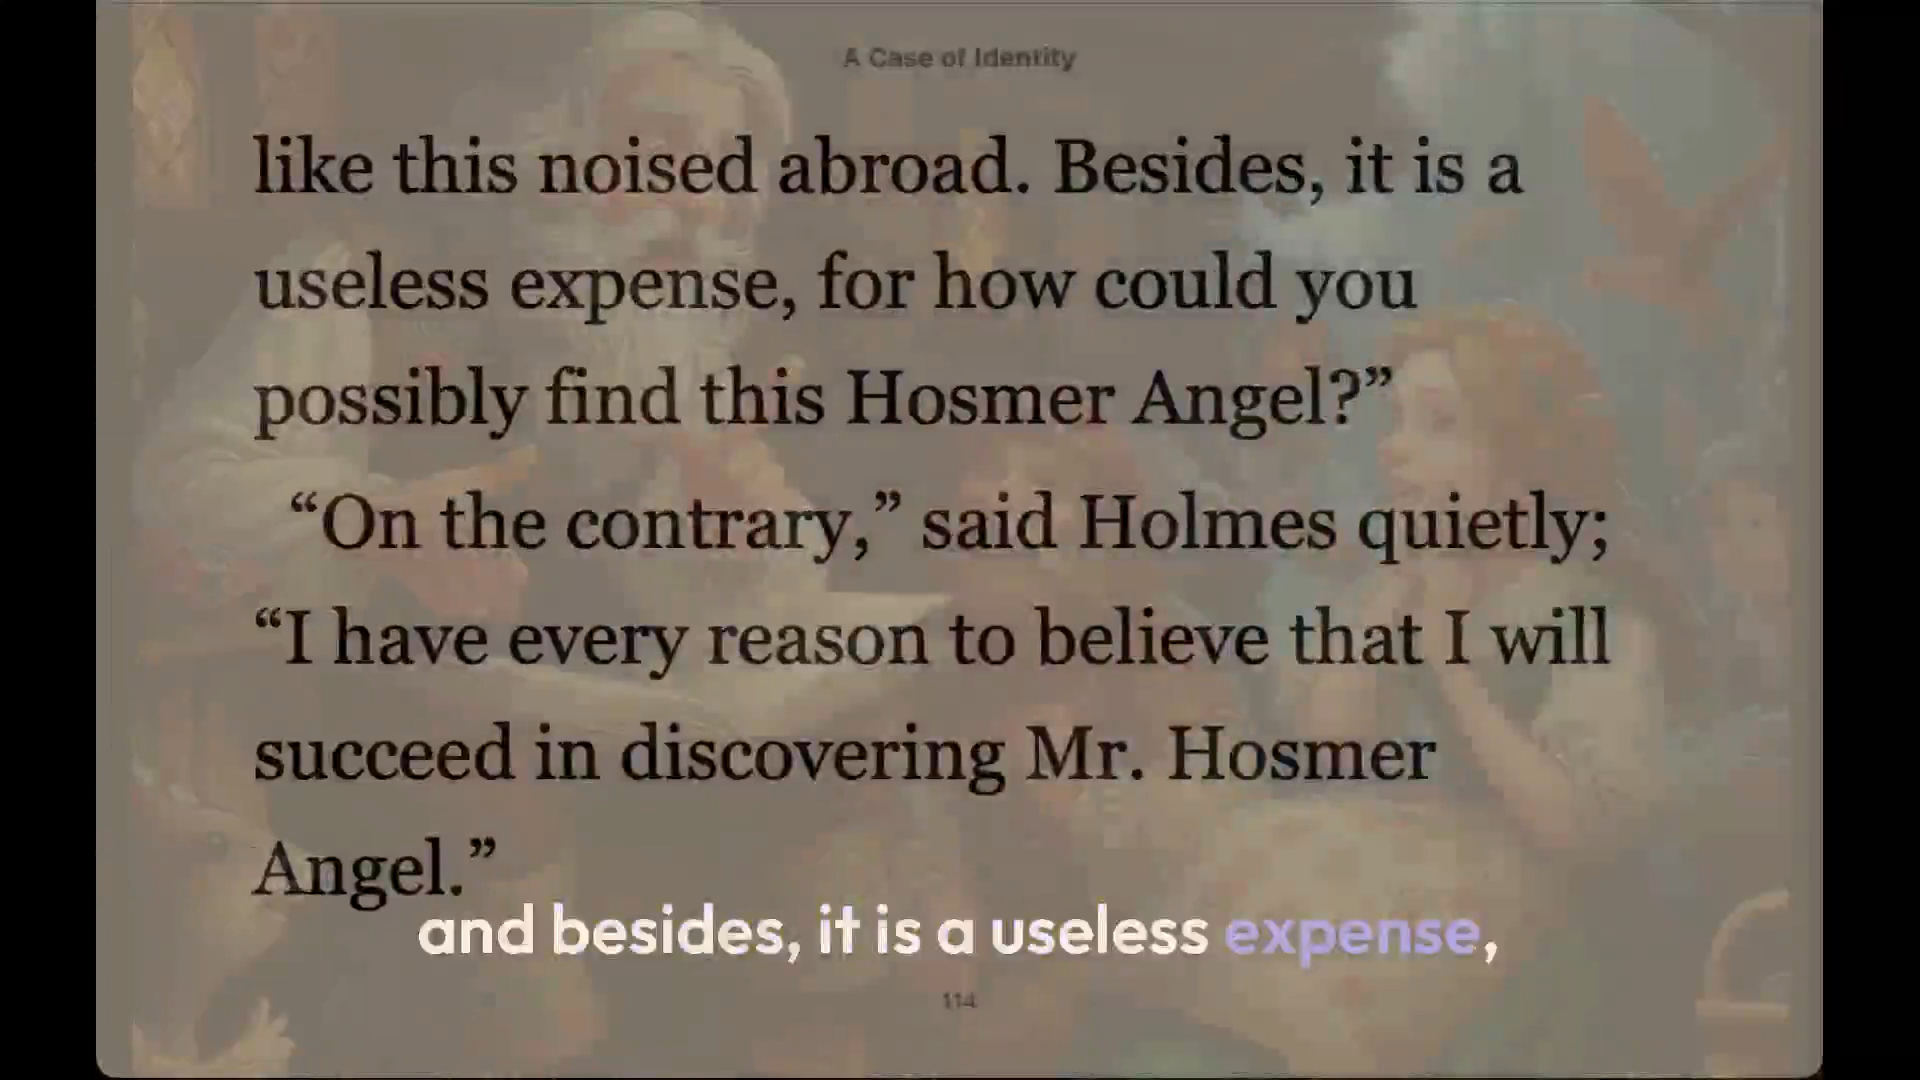 A Case of Identity
like this noised abroad. Besides, it is a
useless expense, for how could you
possibly find this Hosmer Angel?”
“On the contrary,” said Holmes quietly;
“I have every reason to believe that I will
succeed in discovering Mr. Hosmer
Angel.”
and besides, it is a useless expense,
114